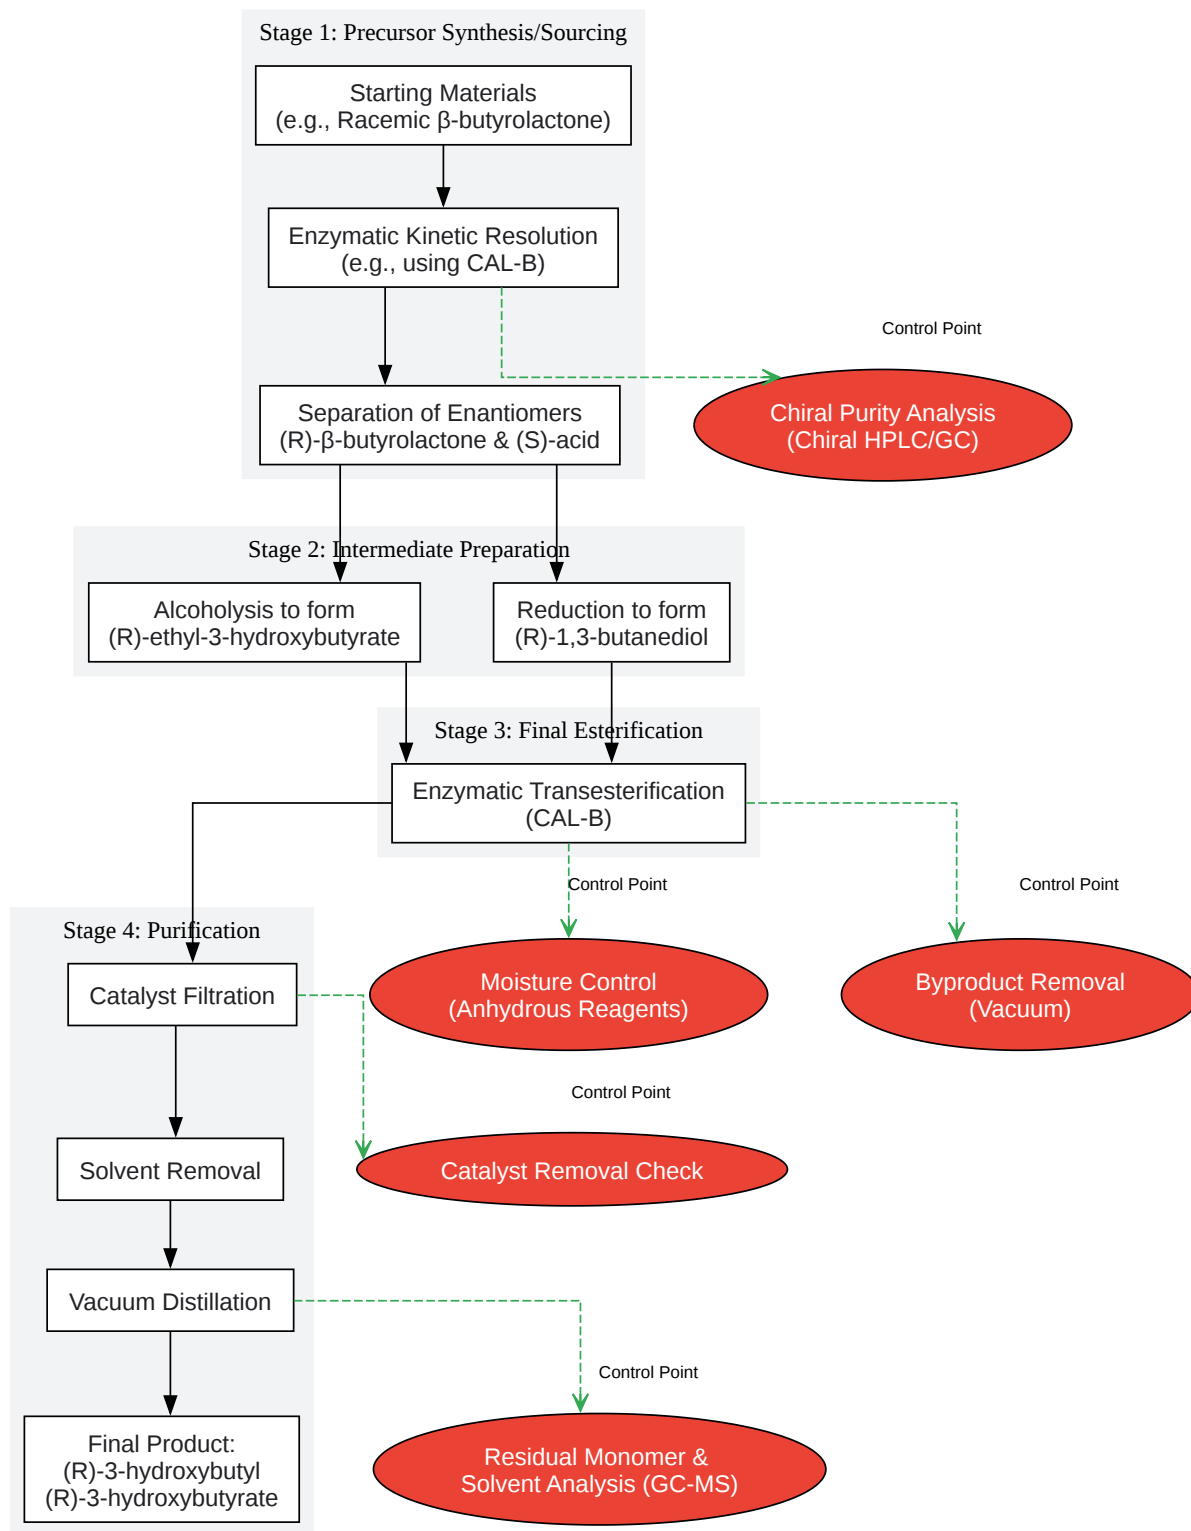 Stage 1: Precursor Synthesis/Sourcing
Starting Materials
(e.g., Racemic β-butyrolactone)
Enzymatic Kinetic Resolution
(e.g., using CAL-B)
Control Point
Separation of Enantiomers
(R)-β-butyrolactone & (S)-acid
Chiral Purity Analysis
(Chiral HPLC/GC)
Stage 2: Intermediate Preparation
Alcoholysis to form
(R)-ethyl-3-hydroxybutyrate
Reduction to form
(R)-1,3-butanediol
Stage 3: Final Esterification
Enzymatic Transesterification
(CAL-B)
Control Point
Control Point
Stage 4: Purification
Catalyst Filtration
Moisture Control
(Anhydrous Reagents)
Byproduct Removal
(Vacuum)
Control Point
Solvent Removal
Catalyst Removal Check
Vacuum Distillation
Control Point
Final Product:
(R)-3-hydroxybutyl
(R)-3-hydroxybutyrate
Residual Monomer &
Solvent Analysis (GC-MS)